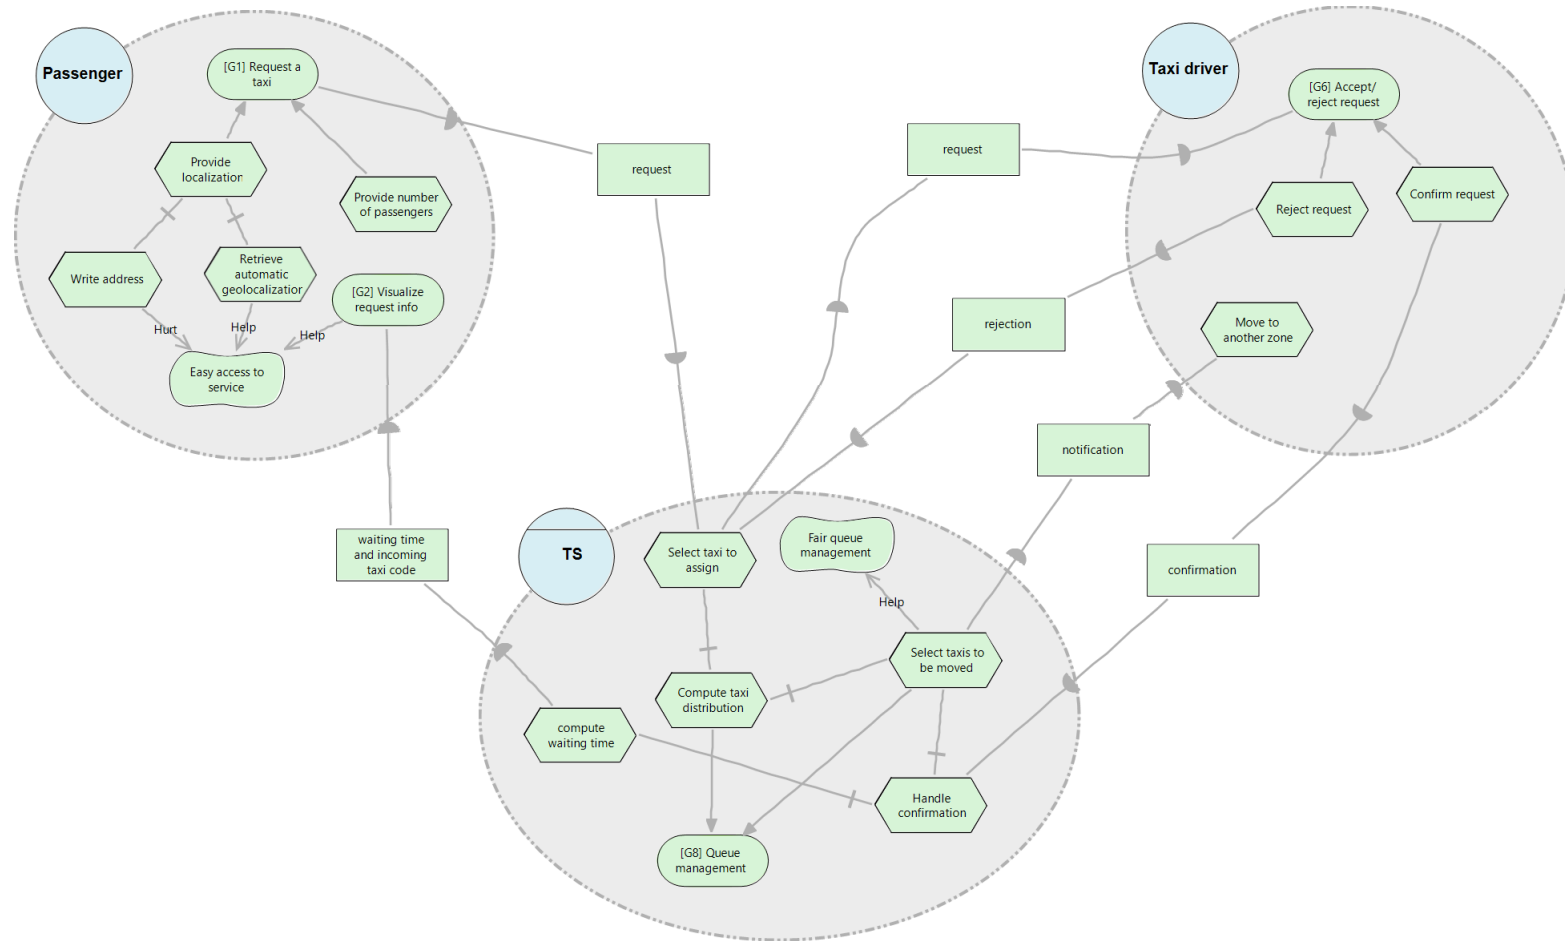 Passenger
[G1] Request a
taxi
Provide
localization
Provide number
of passengers
Write address
Retrieve
automatic
geolocalization
[G2] Visualize
request info
Hurt
Help
Help
Easy access to
service
request
request
rejection
notification
confirmation
waiting time
and incoming
taxi code
Taxi driver
[G6] Accept/
reject request
Reject request
Confirm request
Move to
another zone
TS
Select taxi to
assign
Fair queue
management
Help
Select taxis to
be moved
Compute taxi
distribution
compute
waiting time
Handle
confirmation
[G8] Queue
management